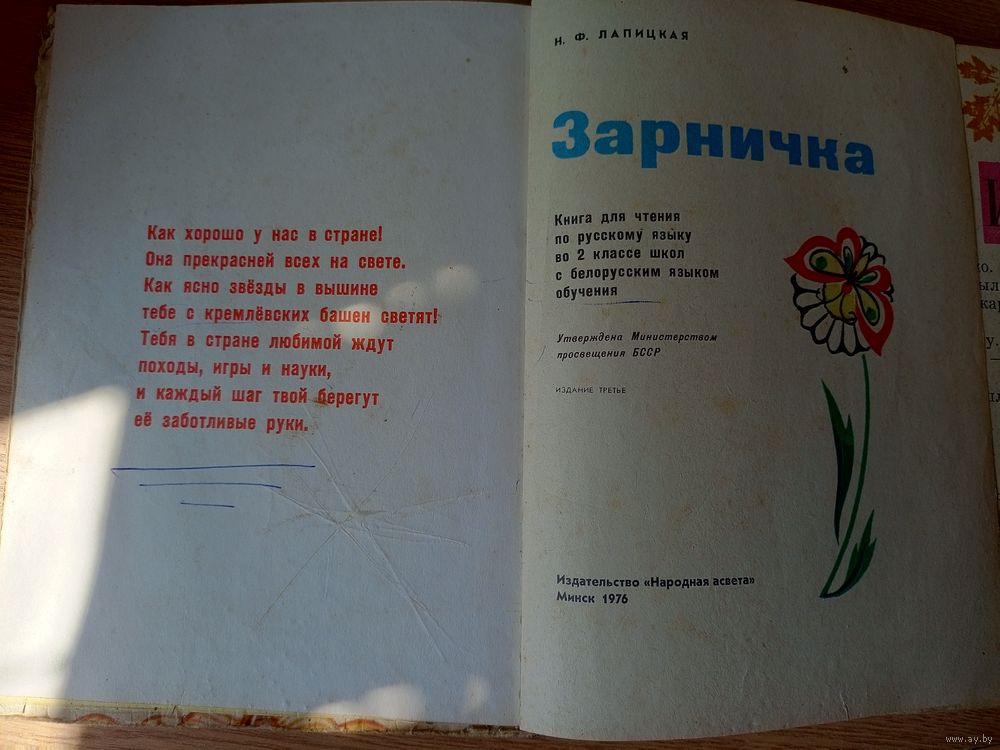 Как хорошо у нас в стране!
Она прекрасней всех на свете.
Как ясно звёзды в вышине
тебе с кремлёвских башен светят!
Тебя в стране любимой ждут
походы, игры и науки,
и каждый шаг твой берегут
её заботливые руки.
Н. Ф. ЛАПИЦКАЯ
Зарничка
Книга для чтения
по русскому языку
во 2 классе школ
с белорусским языком
обучения
Утверждена Министерством
просвещения БССР
ИЗДАНИЕ ТРЕТЬЕ
Издательство «Народная асвета»
Минск 1976
www.ay.by